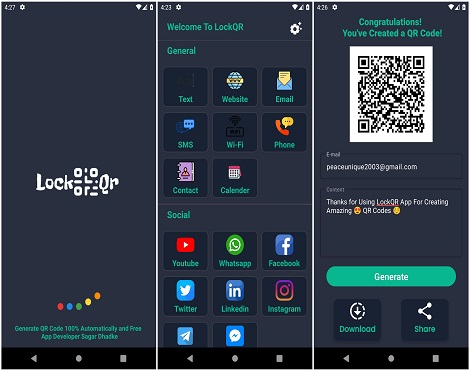 4:27
Lock Qr
Generate QR Code 100% Automatically and Free
App Developer Sagar Dhadke
4:23
Welcome To LockQR
General
Text
Website
Email
SMS
WiFi
Wi-Fi
Phone
Contact
Calender
Social
Youtube
Whatsapp
Facebook
Twitter
Linkedin
Instagram
4:26
Congratulations!
You've Created a QR Code!
E-mail
peaceunique2003@gmail.com
Content
Thanks for Using LockQR App For Creating
Amazing 😍 QR Codes 🙂
Generate
Download
Share